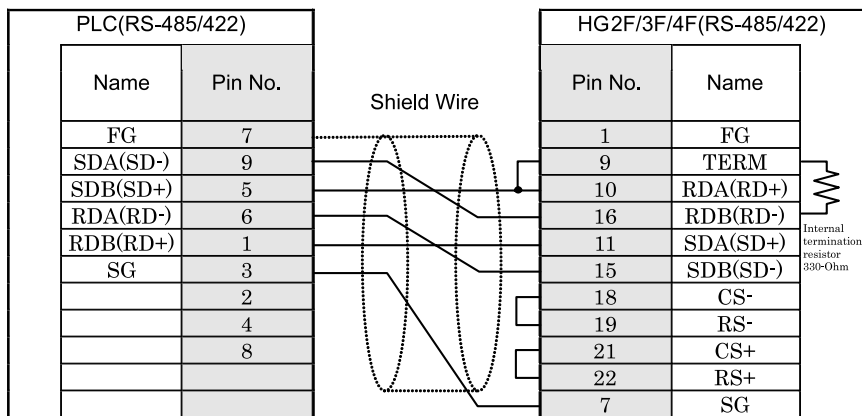 PLC(RS-485/422)
HG2F/3F/4F(RS-485/422)
Name Pin No.
Shield Wire
Pin No. Name
FG 7 1 FG
SDA(SD-) 9 9 TERM
SDB(SD+) 5 10 RDA(RD+)
RDA(RD-) 6 16 RDB(RD-)
RDB(RD+) 1 11 SDA(SD+)
SG 3 15 SDB(SD-)
2 18 CS-
4 19 RS-
8 21 CS+
22 RS+
7 SG
Internal
termination
resistor
330-Ohm